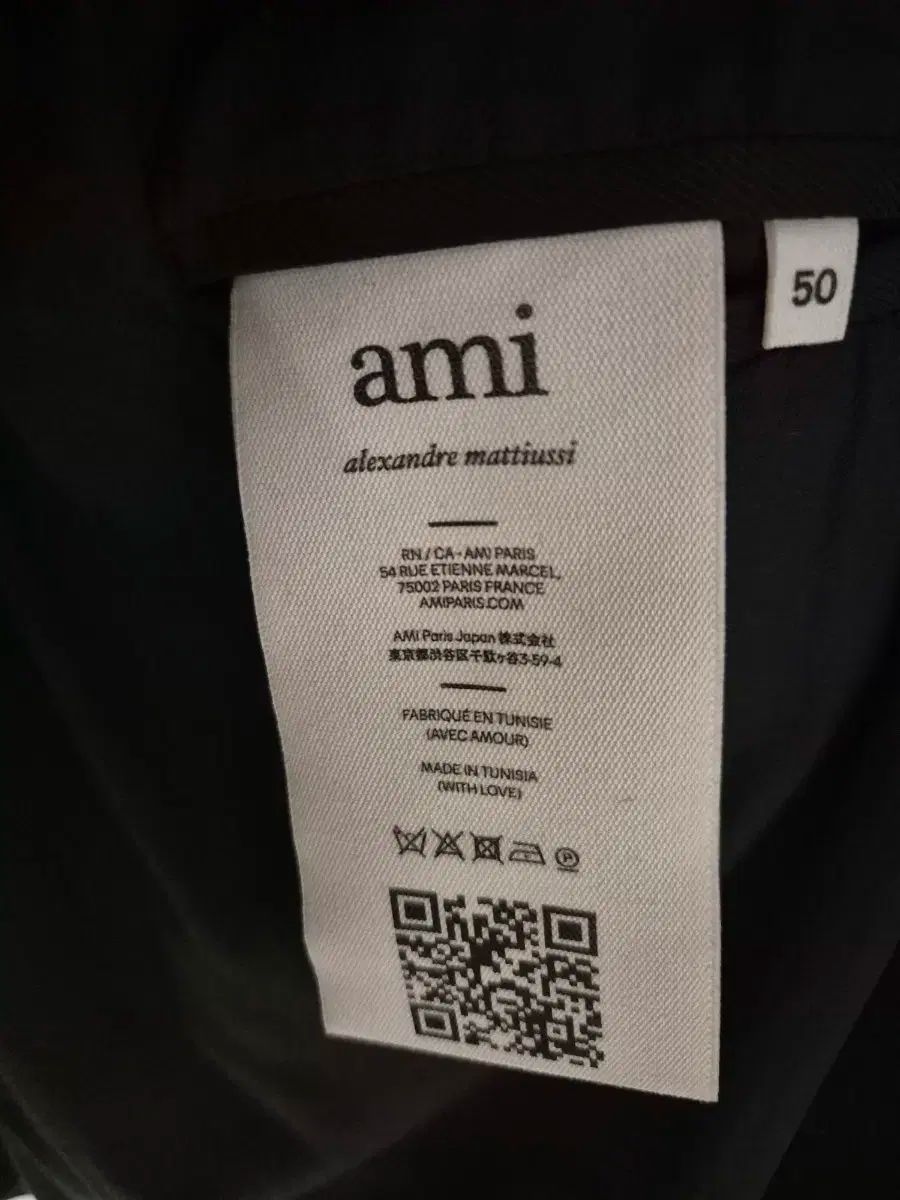 ami
50
alexandre mattiussi
RN / CA - AMI PARIS
54 RUE ETIENNE MARCEL,
75002 PARIS FRANCE
AMIPARIS.COM
AMI Paris Japan 株式会社
東京都渋谷区千駄ヶ谷3-59-4
FABRIQUÉ EN TUNISIE
(AVEC AMOUR)
MADE IN TUNISIA
(WITH LOVE)
P